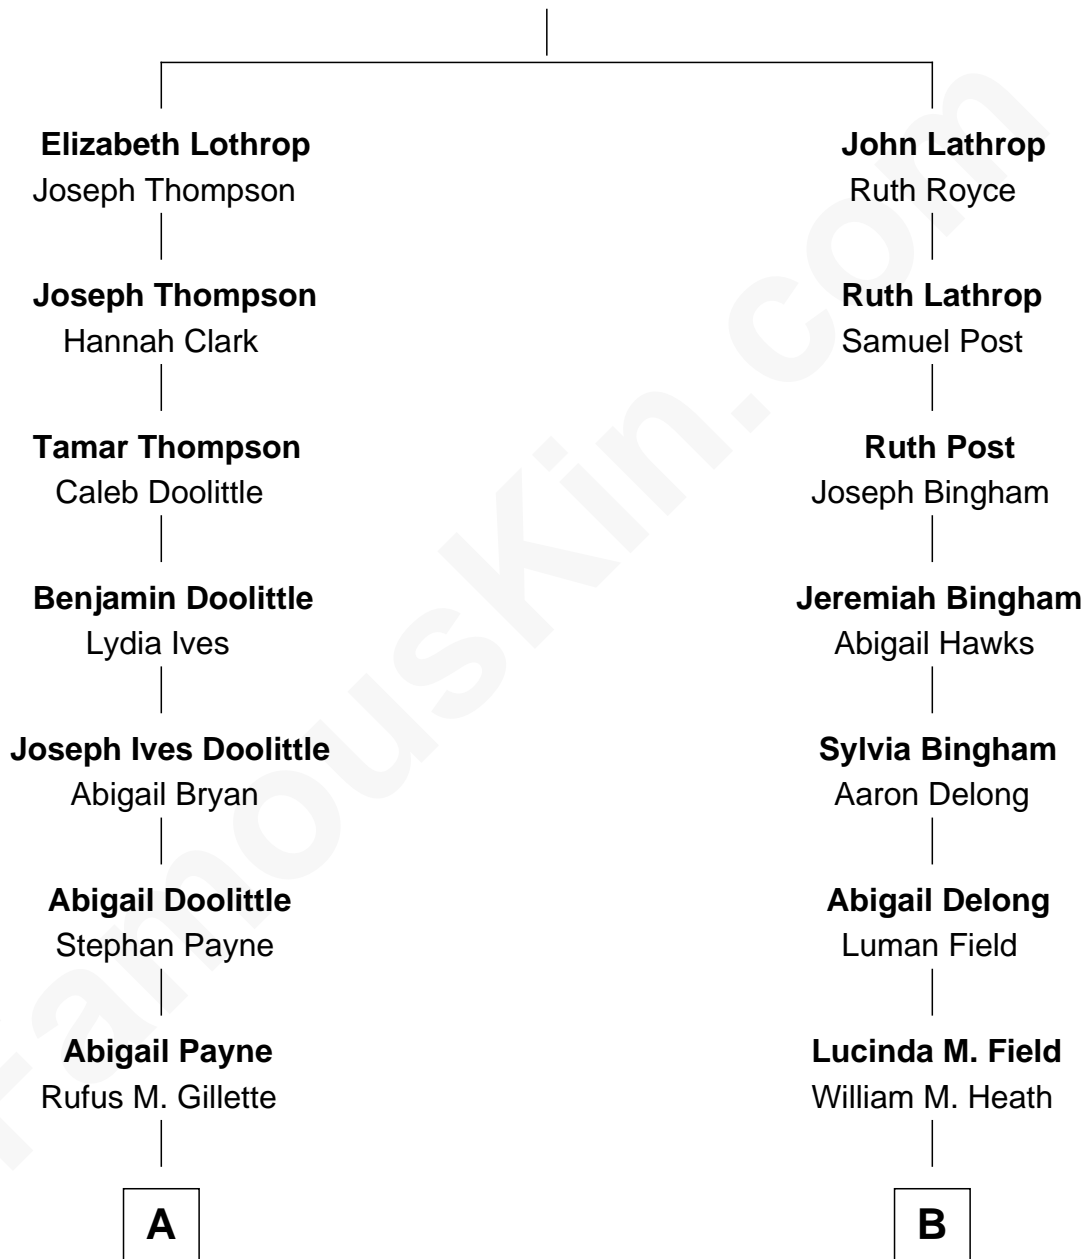 Elizabeth Lothrop
Joseph Thompson
Joseph Thompson
Hannah Clark
Tamar Thompson
Caleb Doolittle
Benjamin Doolittle
Lydia Ives
Joseph Ives Doolittle
Abigail Bryan
Abigail Doolittle
Stephan Payne
Abigail Payne
Rufus M. Gillette
A
John Lathrop
Ruth Royce
Ruth Lathrop
Samuel Post
Ruth Post
Joseph Bingham
Jeremiah Bingham
Abigail Hawks
Sylvia Bingham
Aaron Delong
Abigail Delong
Luman Field
Lucinda M. Field
William M. Heath
B
FamousKin.com